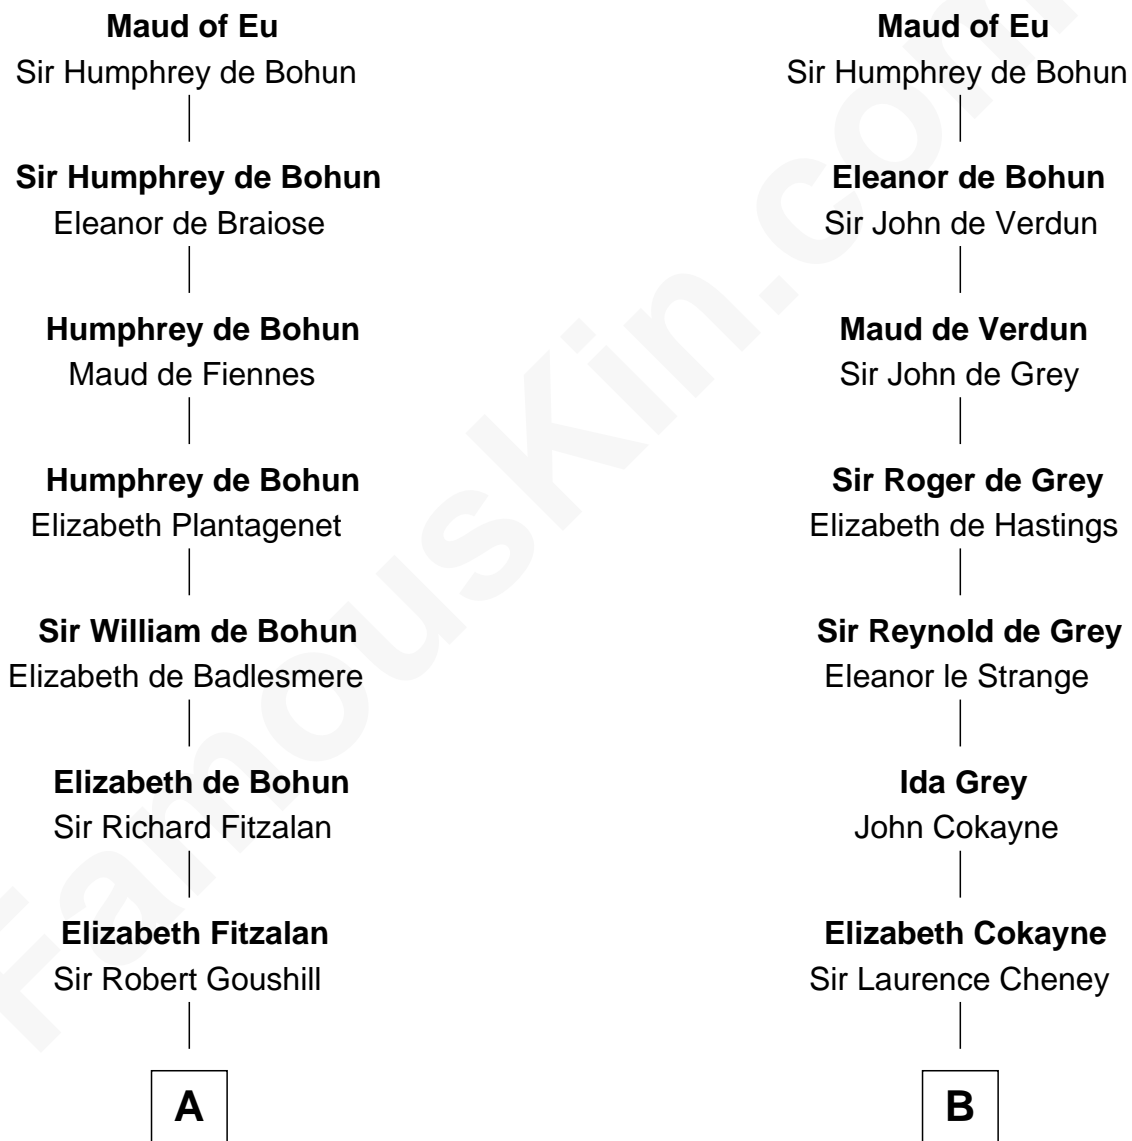 Maud of Eu
Sir Humphrey de Bohun
Sir Humphrey de Bohun
Eleanor de Braiose
Humphrey de Bohun
Maud de Fiennes
Humphrey de Bohun
Elizabeth Plantagenet
Sir William de Bohun
Elizabeth de Badlesmere
Elizabeth de Bohun
Sir Richard Fitzalan
Elizabeth Fitzalan
Sir Robert Goushill
A
Maud of Eu
Sir Humphrey de Bohun
Eleanor de Bohun
Sir John de Verdun
Maud de Verdun
Sir John de Grey
Sir Roger de Grey
Elizabeth de Hastings
Sir Reynold de Grey
Eleanor le Strange
Ida Grey
John Cokayne
Elizabeth Cokayne
Sir Laurence Cheney
B
FamousKin.com